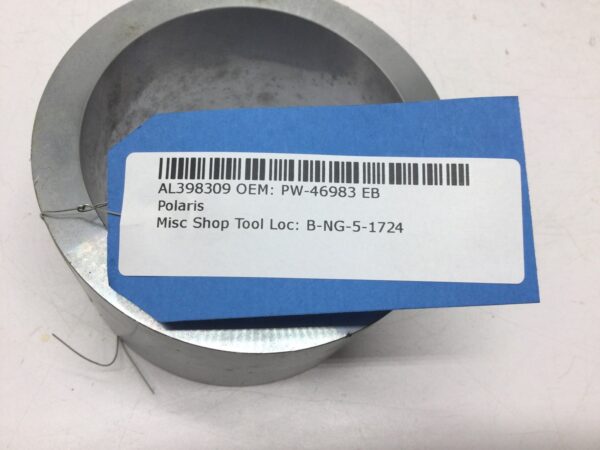 AL398309 OEM: PW-46983 EB
Polaris
Misc Shop Tool Loc: B-NG-5-1724